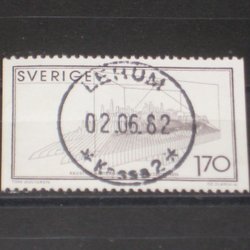 SVERIGE
LERUM
02.06.82
*Kassa 2*
170